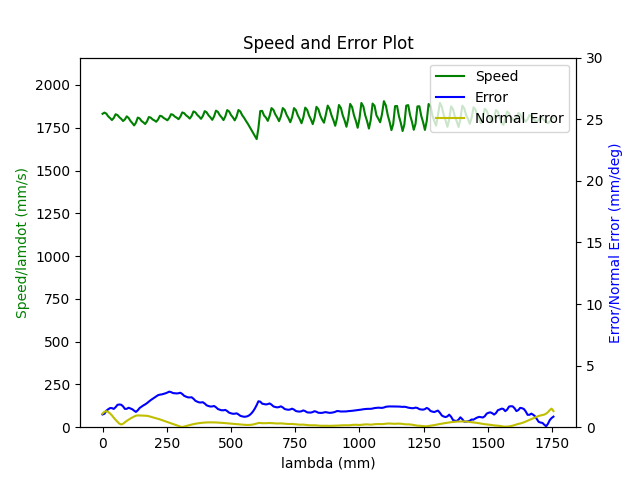 Speed and Error Plot
Speed
Error
Normal Error
Speed/lamdot (mm/s)
2000
1750
1500
1250
1000
750
500
250
0
30
25
20
15
10
5
0
Error/Normal Error (mm/deg)
0 250 500 750 1000 1250 1500 1750
lambda (mm)